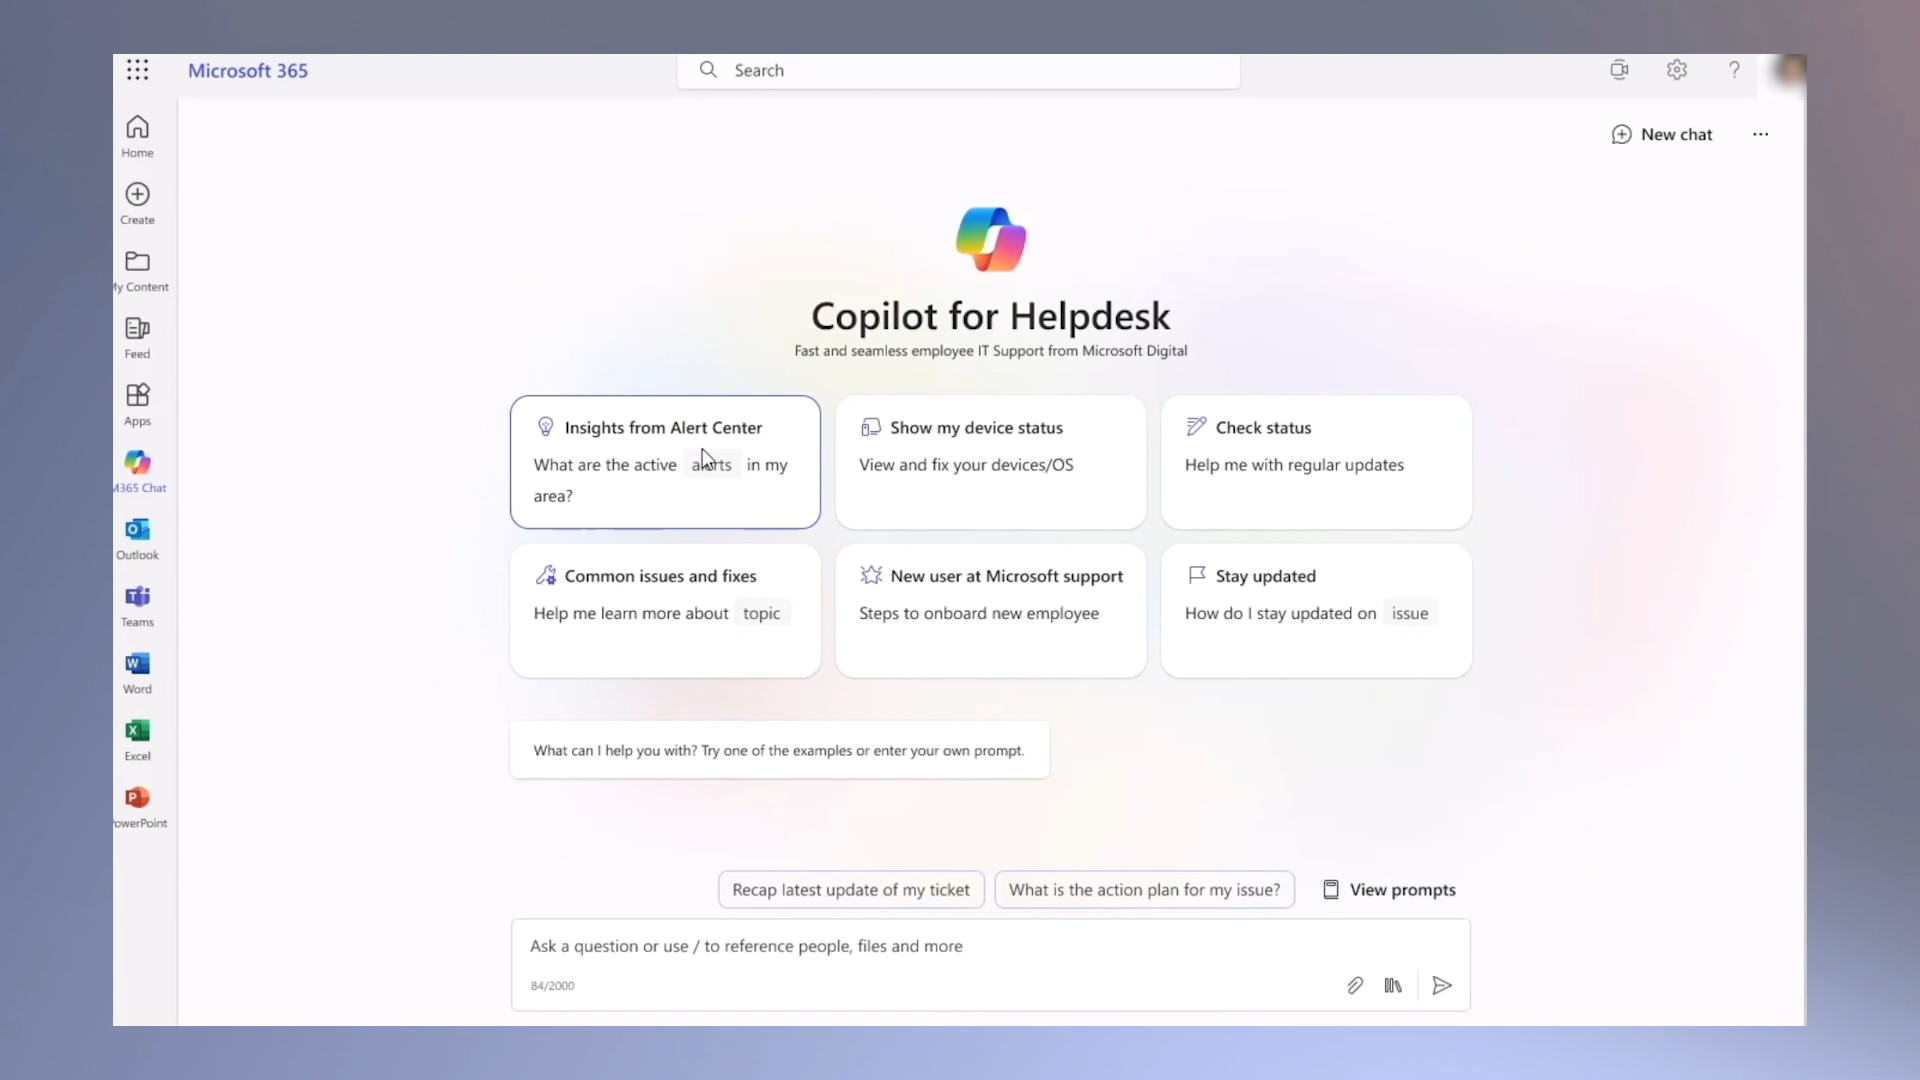 Microsoft 365
Search
Home
Create
My Content
Feed
Apps
M365 Chat
Outlook
Teams
Word
Excel
PowerPoint
New chat
Copilot for Helpdesk
Fast and seamless employee IT Support from Microsoft Digital
Insights from Alert Center
What are the active alerts in my
area?
Show my device status
View and fix your devices/OS
Check status
Help me with regular updates
Common issues and fixes
Help me learn more about topic
New user at Microsoft support
Steps to onboard new employee
Stay updated
How do I stay updated on issue
What can I help you with? Try one of the examples or enter your own prompt.
Recap latest update of my ticket
What is the action plan for my issue?
View prompts
Ask a question or use / to reference people, files and more
84/2000